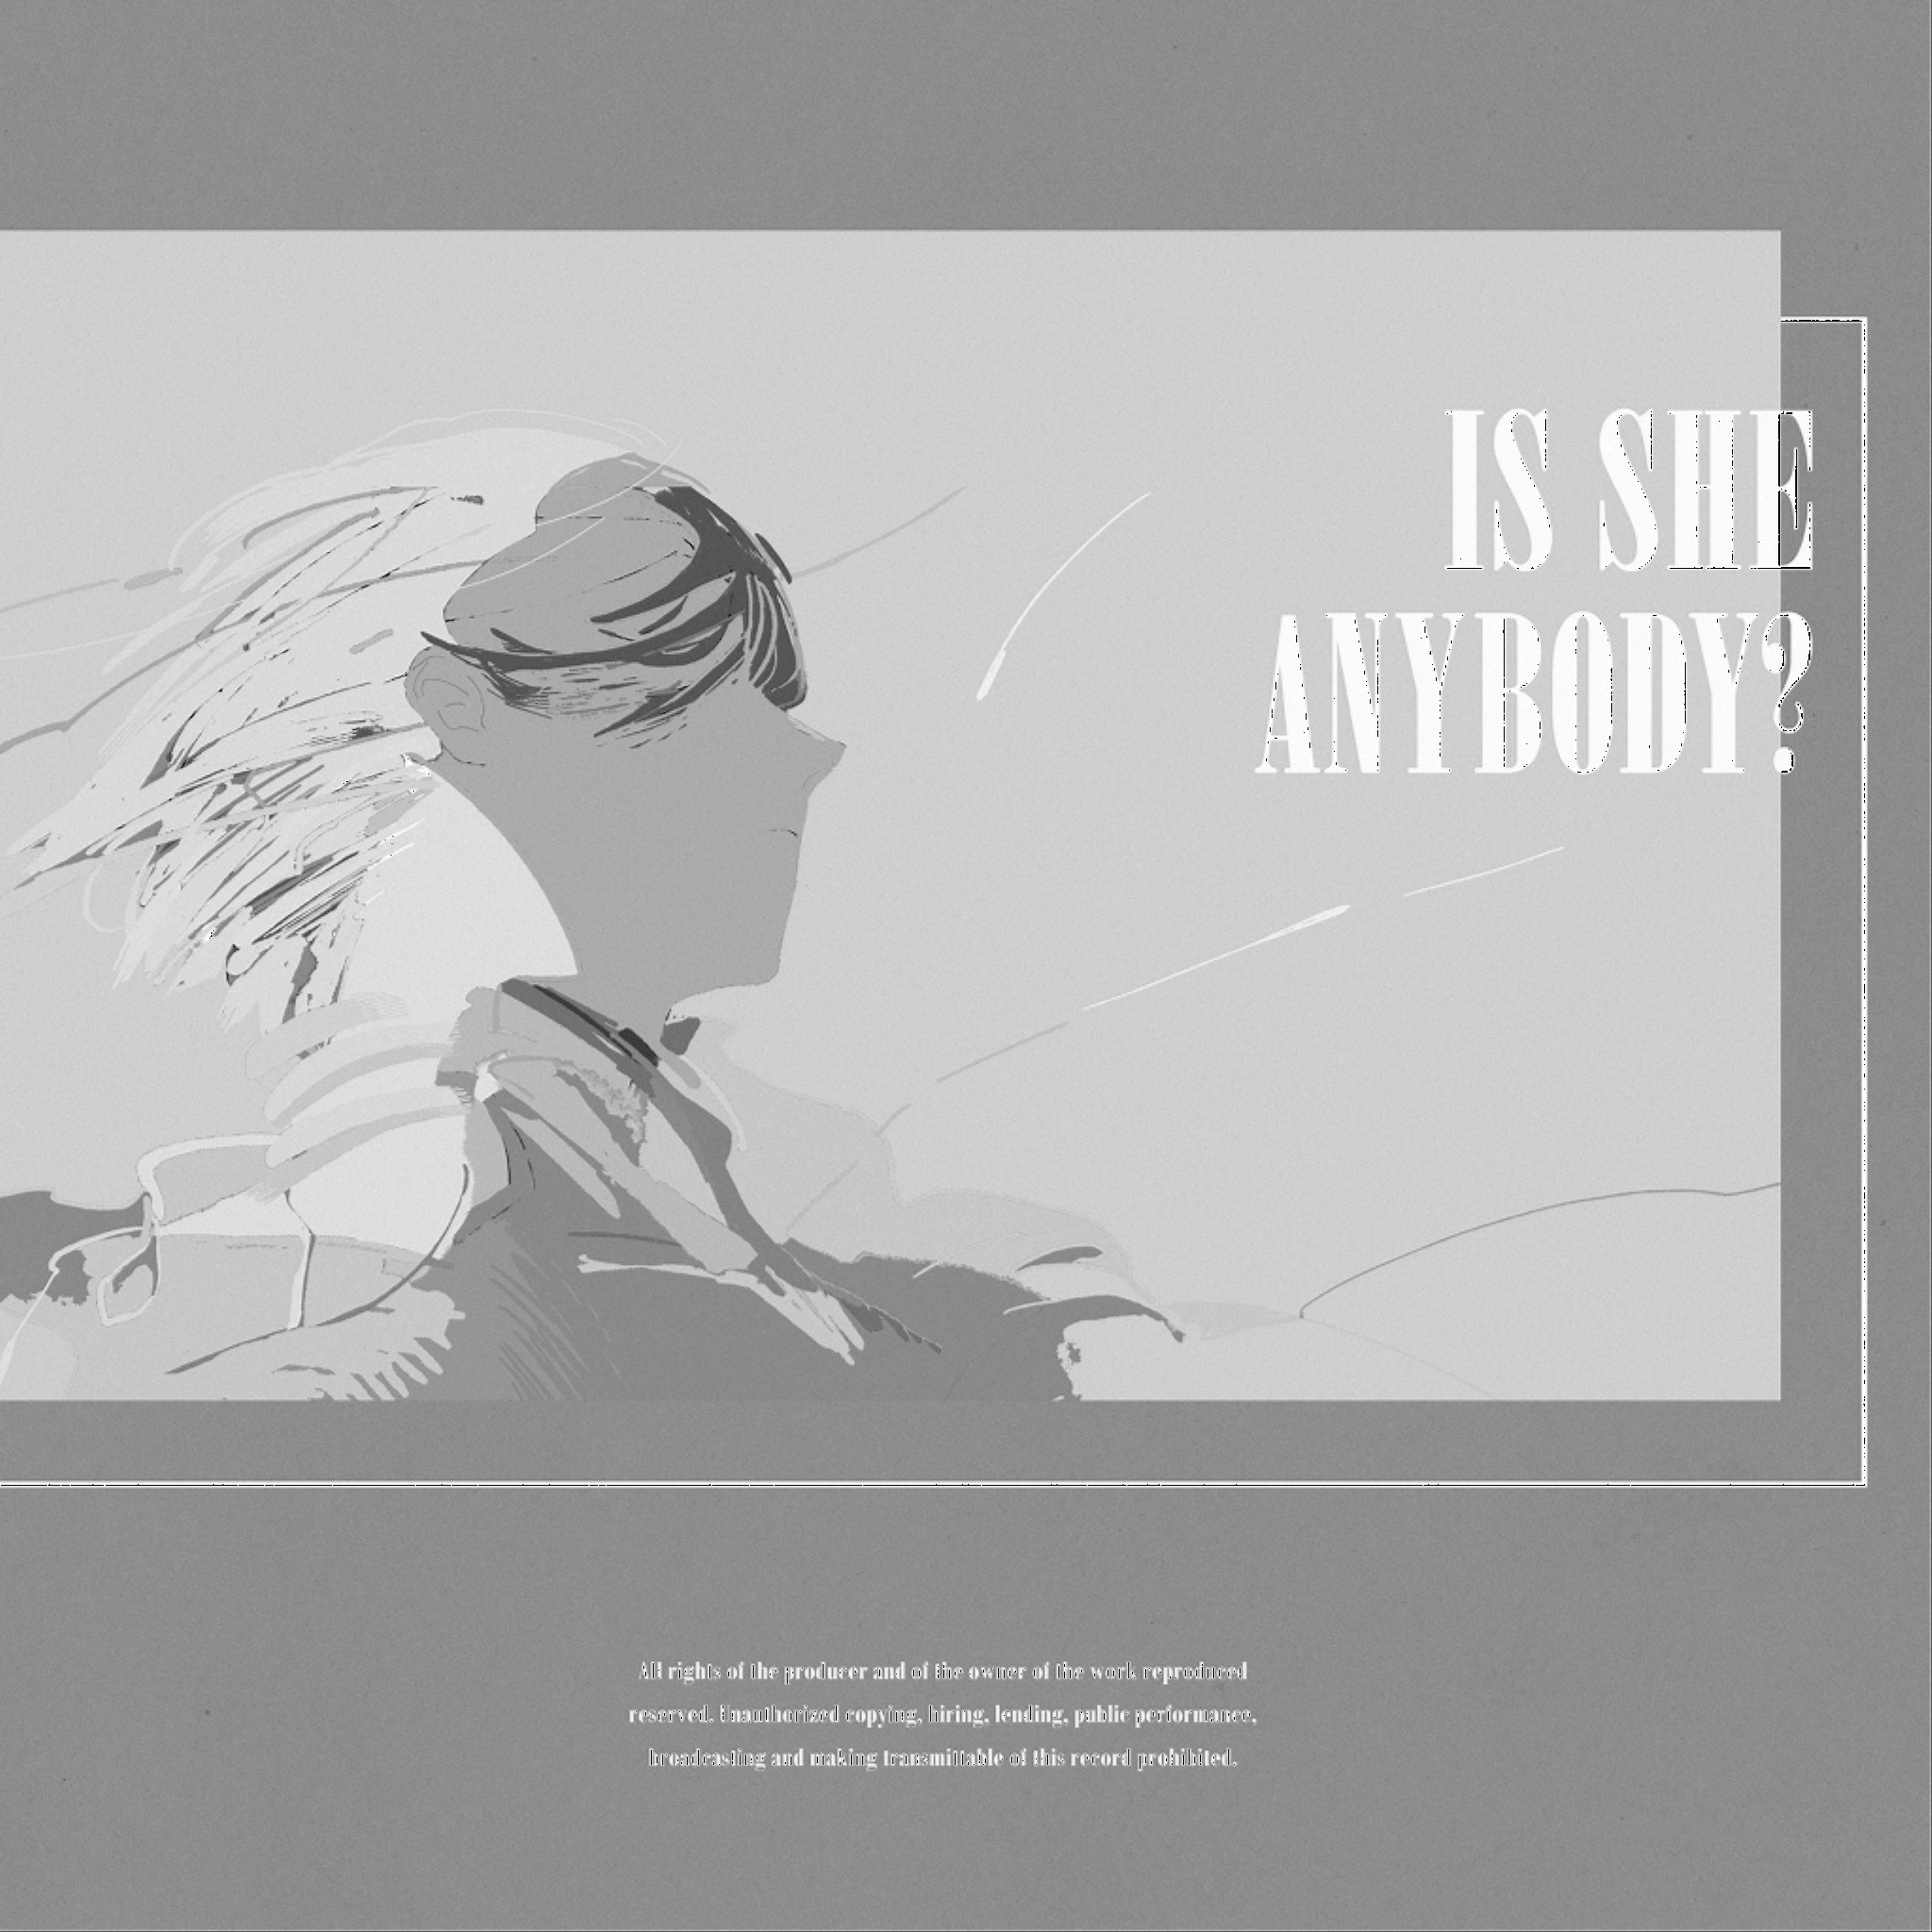 IS SHE
ANYBODY?
All rights of the producer and of the owner of the work reproduced
reserved. Unauthorized copying, hiring, lending, public performance,
broadcasting and making transmittable of this record prohibited.